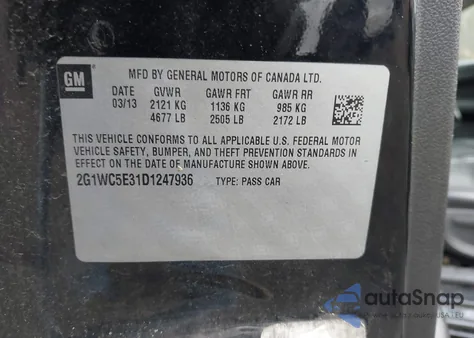 GM
MFD BY GENERAL MOTORS OF CANADA LTD.
DATE GVWR GAWR FRT GAWR RR
03/13 2121 KG 1136 KG 985 KG
4677 LB 2505 LB 2172 LB
THIS VEHICLE CONFORMS TO ALL APPLICABLE U.S. FEDERAL MOTOR
VEHICLE SAFETY, BUMPER, AND THEFT PREVENTION STANDARDS IN
EFFECT ON THE DATE OF MANUFACTURE SHOWN ABOVE.
2G1WC5E31D1247936 TYPE: PASS CAR
autoSnap